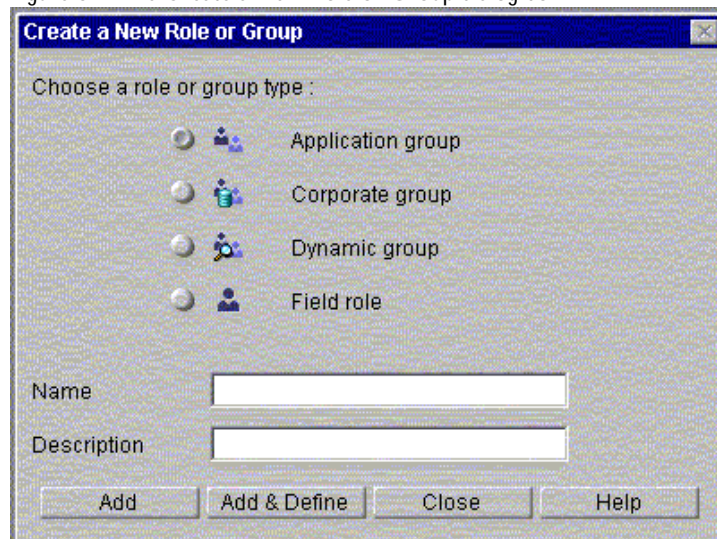 Create a New Role or Group
Choose a role or group type :
Application group
Corporate group
Dynamic group
Field role
Name
Description
Add
Add & Define
Close
Help